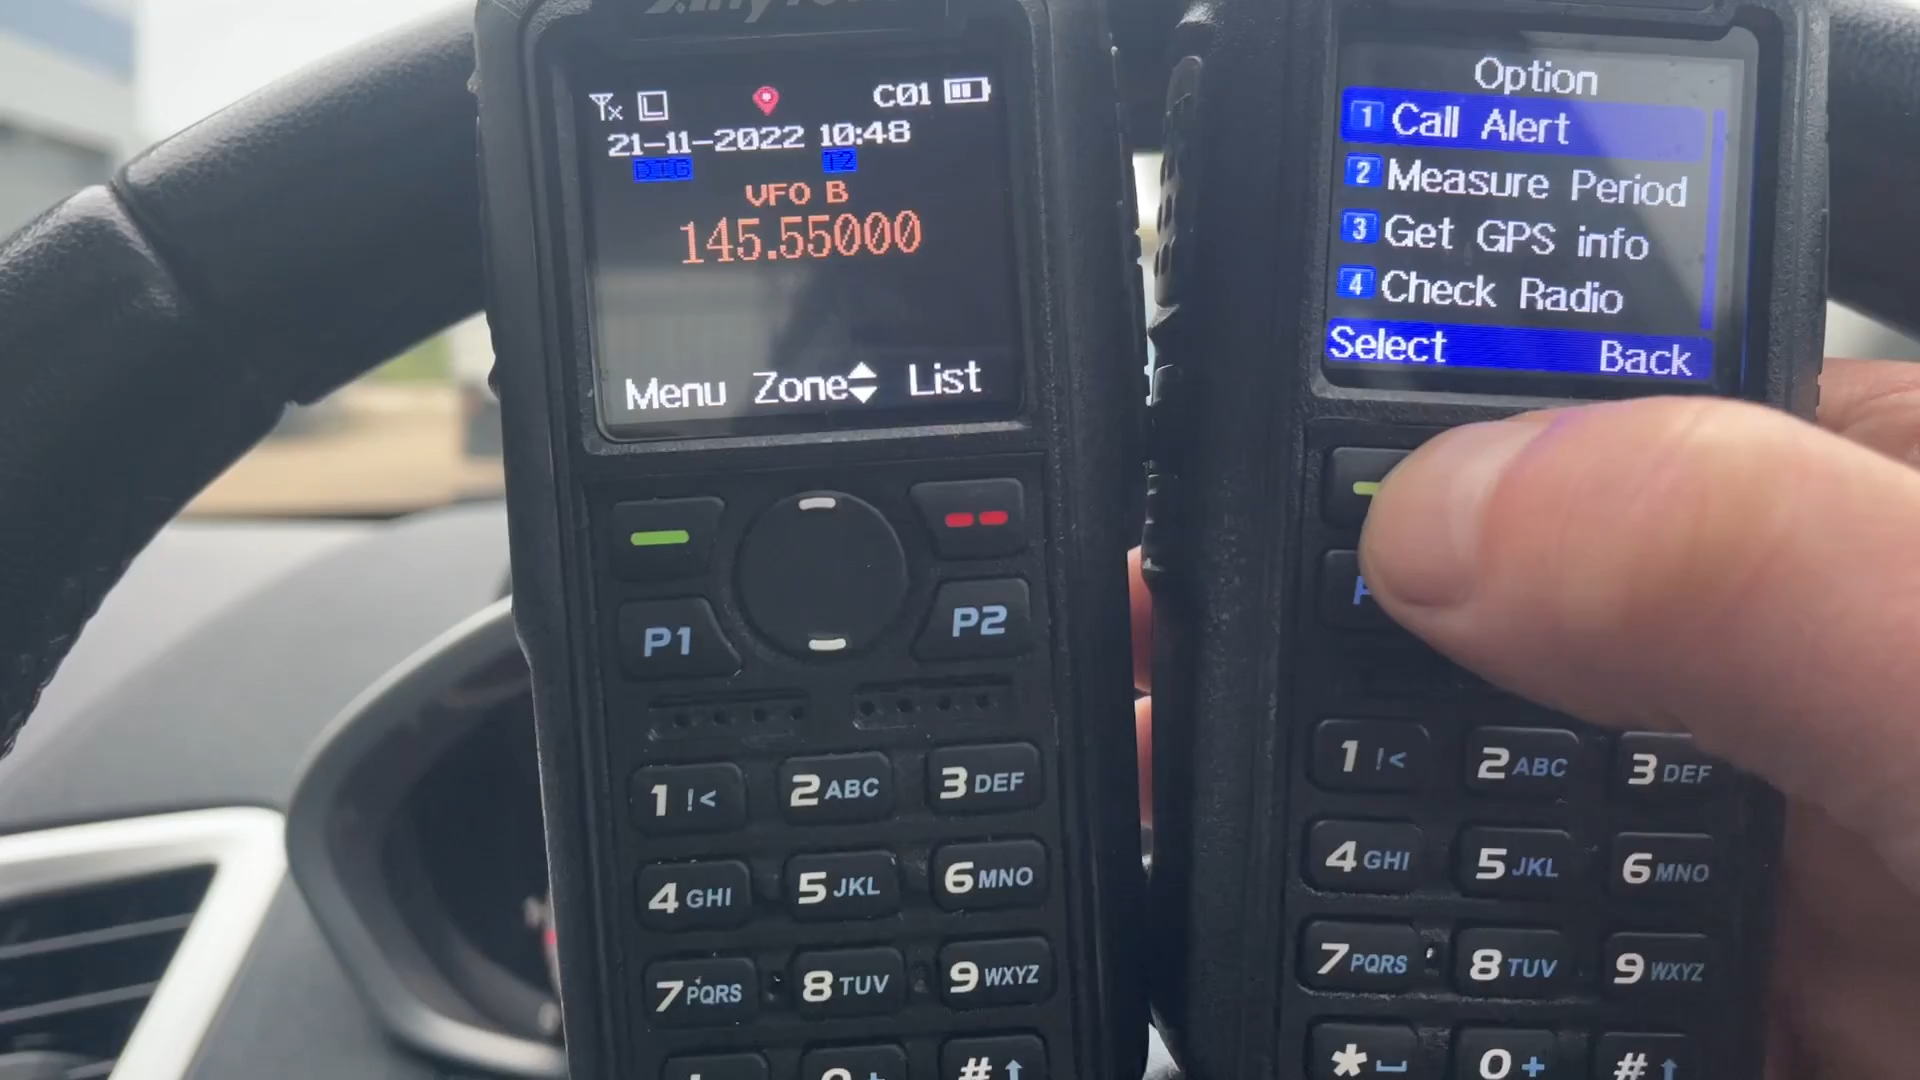 C01
21-11-2022 10:48
DIG T2
VFO B
145.55000
Menu Zone List
P1 P2
1 !< 2 ABC 3 DEF
4 GHI 5 JKL 6 MNO
7 PQRS 8 TUV 9 WXYZ
0 + #
Option
1 Call Alert
2 Measure Period
3 Get GPS info
4 Check Radio
Select Back
1 !< 2 ABC 3 DEF
4 GHI 5 JKL 6 MNO
7 PQRS 8 TUV 9 WXYZ
* 0 + #